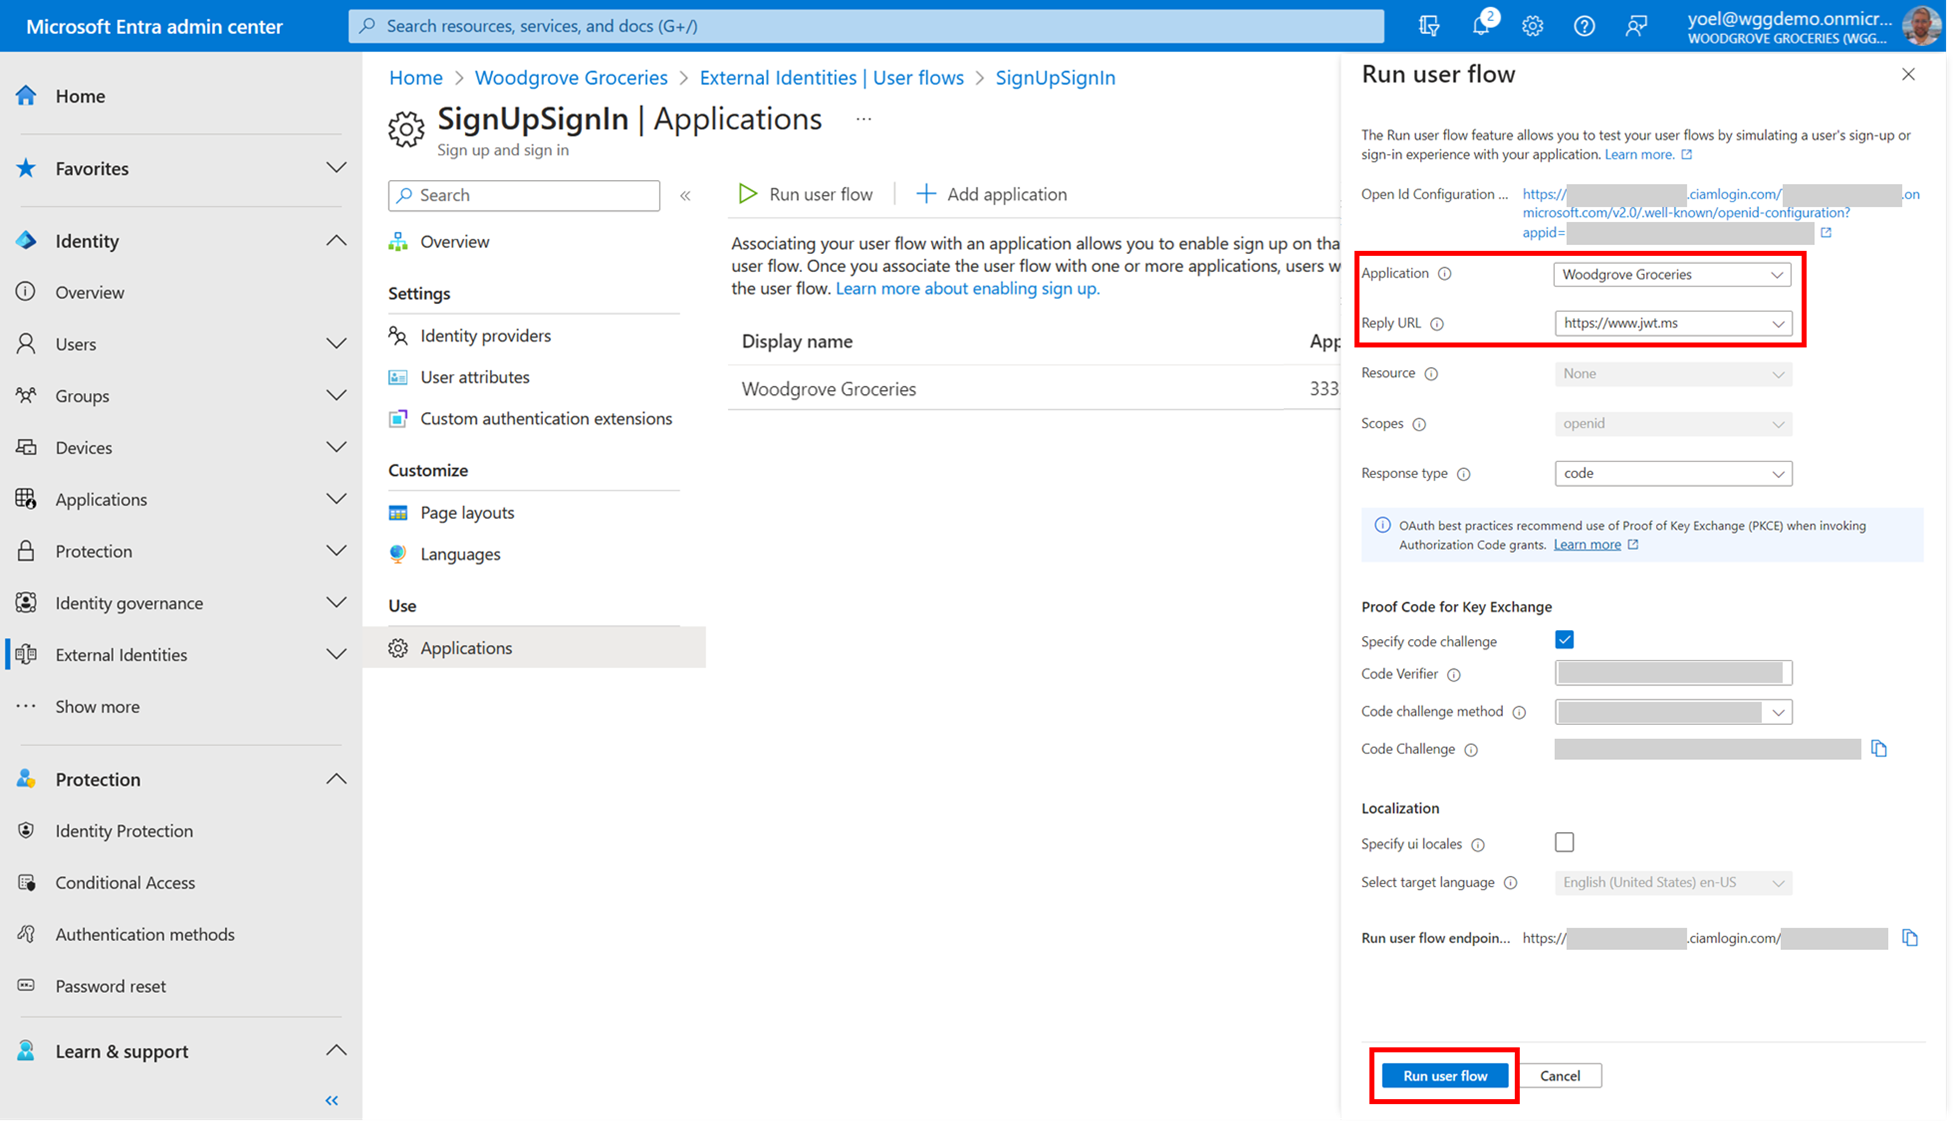 Microsoft Entra admin center
Search resources, services, and docs (G+/)
2
yoel@wggdemo.onmicr...
WOODGROVE GROCERIES (WGG...
Home
Favorites
Identity
Overview
Users
Groups
Devices
Applications
Protection
Identity governance
External Identities
Show more
Protection
Identity Protection
Conditional Access
Authentication methods
Password reset
Learn & support
Home > Woodgrove Groceries > External Identities | User flows > SignUpSignIn
SignUpSignIn | Applications ...
Sign up and sign in
Search
Overview
Settings
Identity providers
User attributes
Custom authentication extensions
Customize
Page layouts
Languages
Use
Applications
Run user flow
Add application
Associating your user flow with an application allows you to enable sign up on tha
user flow. Once you associate the user flow with one or more applications, users w
the user flow. Learn more about enabling sign up.
Display name App
Woodgrove Groceries 333
Run user flow
The Run user flow feature allows you to test your user flows by simulating a user's sign-up or
sign-in experience with your application. Learn more.
Open Id Configuration ... https:// .ciamlogin.com/ .on
microsoft.com/v2.0/.well-known/openid-configuration?
appid=
Application Woodgrove Groceries
Reply URL https://www.jwt.ms
Resource None
Scopes openid
Response type code
OAuth best practices recommend use of Proof of Key Exchange (PKCE) when invoking
Authorization Code grants. Learn more
Proof Code for Key Exchange
Specify code challenge
Code Verifier
Code challenge method
Code Challenge
Localization
Specify ui locales
Select target language English (United States) en-US
Run user flow endpoin... https:// .ciamlogin.com/
Run user flow
Cancel